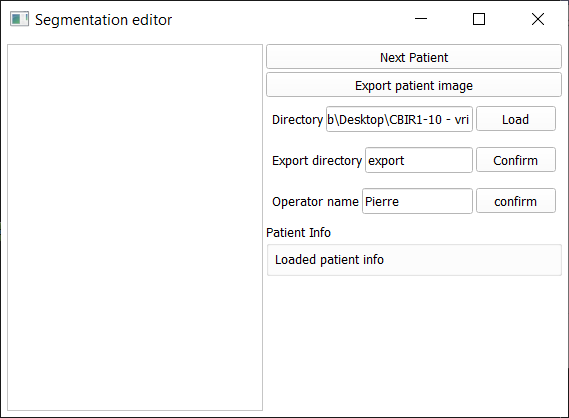 Segmentation editor
Next Patient
Export patient image
Directory b\Desktop\CBIR1-10 - vri Load
Export directory export Confirm
Operator name Pierre confirm
Patient Info
Loaded patient info